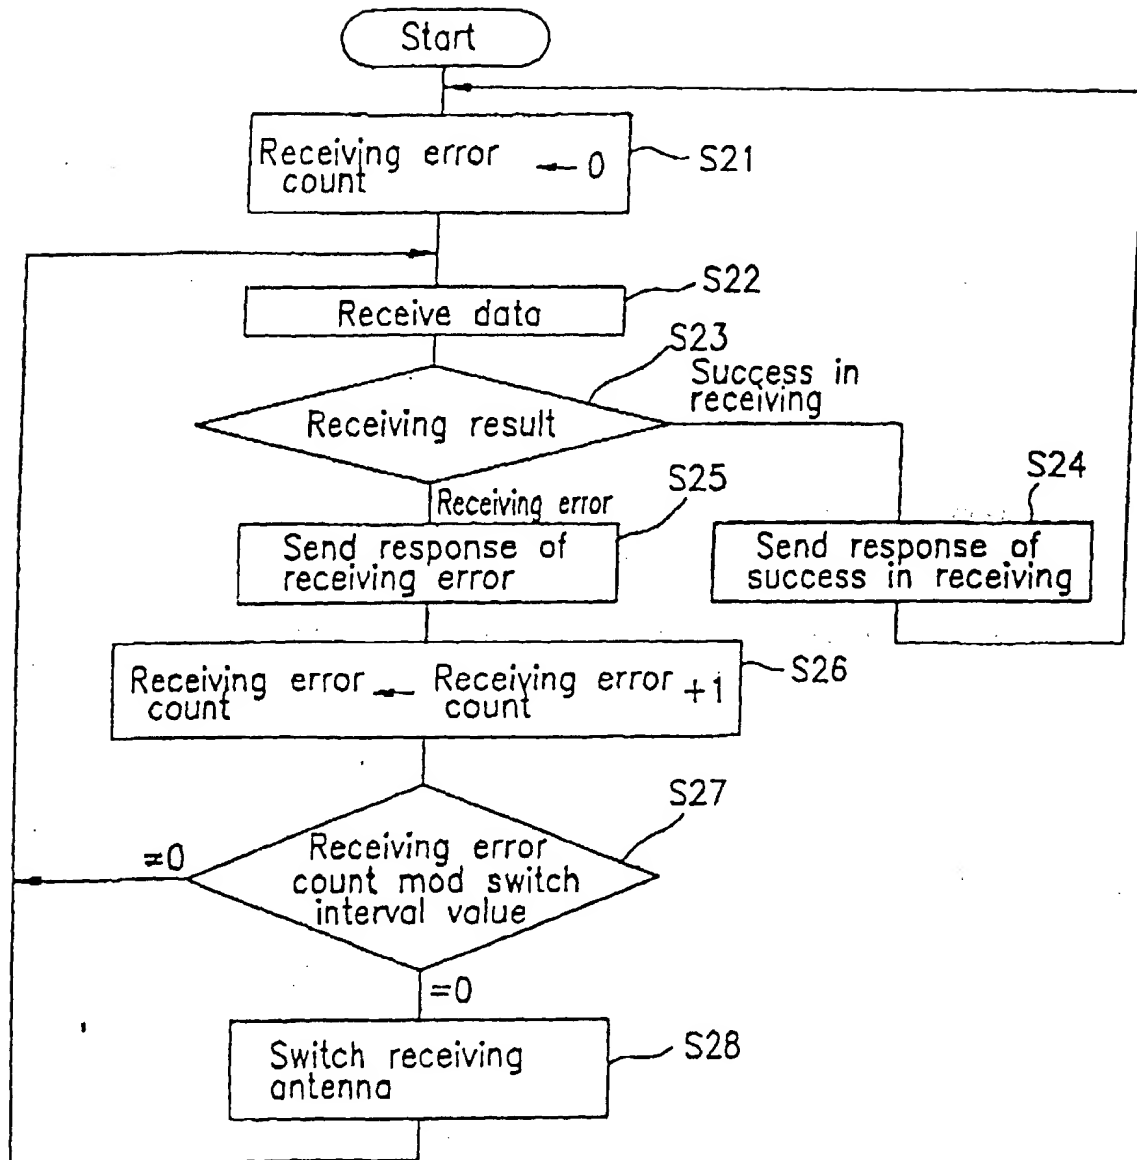 Start
Receiving error
count
← 0
S21
Receive data
S22
S23
Receiving result
Success in
receiving
Receiving error
S25
Send response of
receiving error
S24
Send response of
success in receiving
Receiving error
count
←
Receiving error
count
+1
S26
S27
Receiving error
count mod switch
interval value
≠0
=0
Switch receiving
antenna
S28